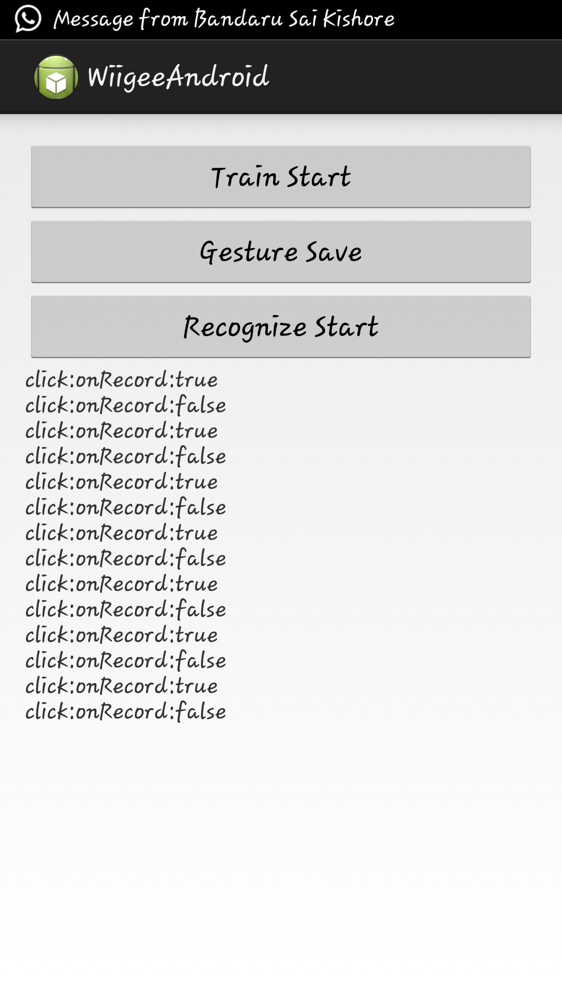 Message from Bandaru Sai Kishore
WiigeeAndroid
Train Start
Gesture Save
Recognize Start
click:onRecord:true
click:onRecord:false
click:onRecord:true
click:onRecord:false
click:onRecord:true
click:onRecord:false
click:onRecord:true
click:onRecord:false
click:onRecord:true
click:onRecord:false
click:onRecord:true
click:onRecord:false
click:onRecord:true
click:onRecord:false